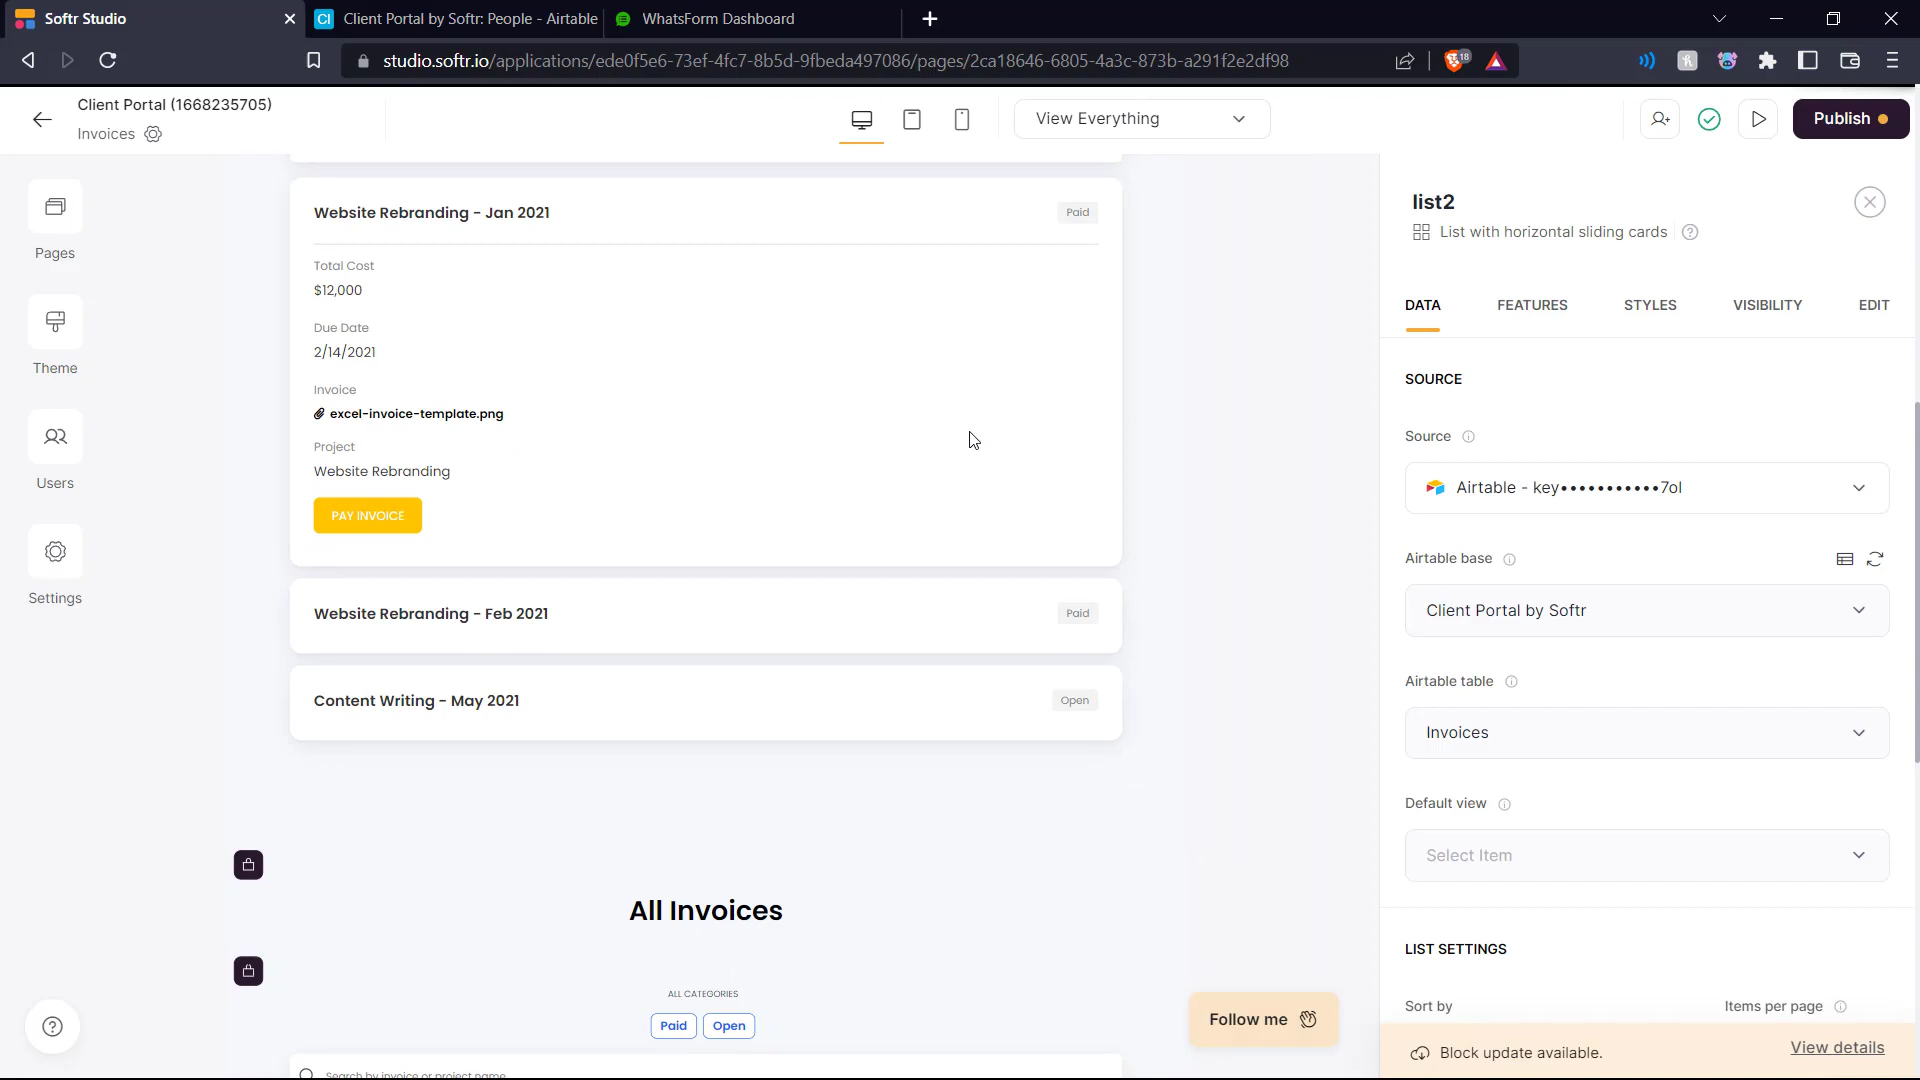 Softr Studio
CI Client Portal by Softr: People - Airtable
WhatsForm Dashboard
studio.softr.io/applications/ede0f5e6-73ef-4fc7-8b5d-9fbeda497086/pages/2ca18646-6805-4a3c-873b-a291f2e2df98
18
Client Portal (1668235705)
Invoices
View Everything
Publish
Pages
Theme
Users
Settings
Website Rebranding - Jan 2021
Paid
Total Cost
$12,000
Due Date
2/14/2021
Invoice
excel-invoice-template.png
Project
Website Rebranding
PAY INVOICE
Website Rebranding - Feb 2021
Paid
Content Writing - May 2021
Open
All Invoices
ALL CATEGORIES
Paid
Open
Search by invoice or project name
Follow me
list2
List with horizontal sliding cards
DATA
FEATURES
STYLES
VISIBILITY
EDIT
SOURCE
Source
Airtable - key•••••••••••7ol
Airtable base
Client Portal by Softr
Airtable table
Invoices
Default view
Select Item
LIST SETTINGS
Sort by
Items per page
Block update available.
View details